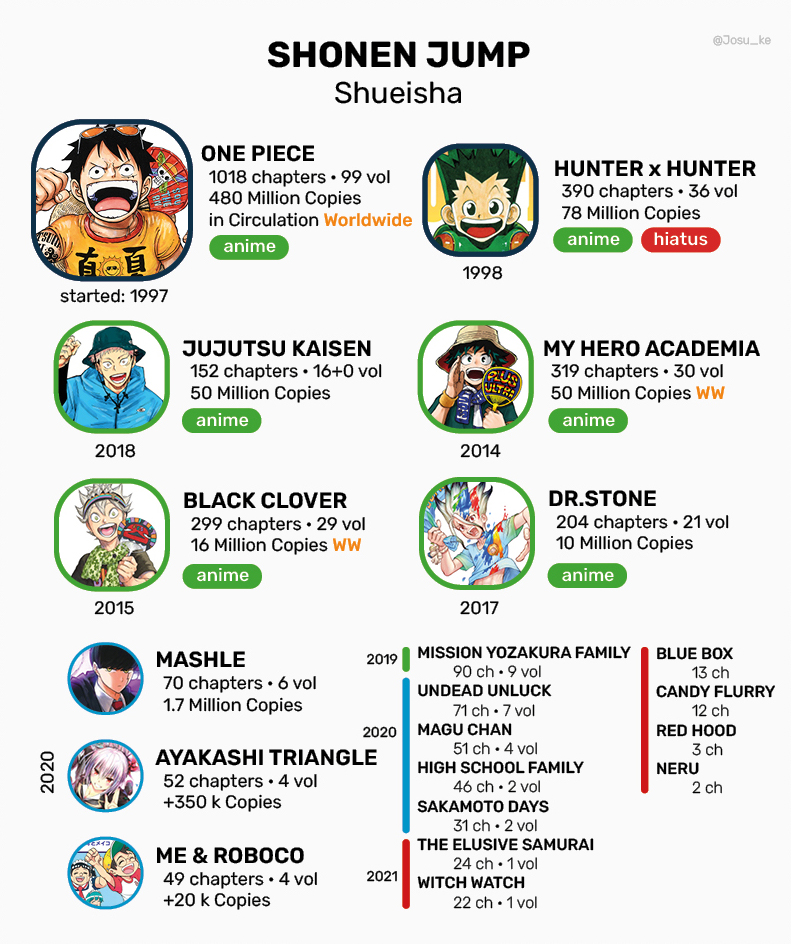 @Josu_ke
SHONEN JUMP
Shueisha
ONE PIECE
1018 chapters • 99 vol
480 Million Copies
in Circulation Worldwide
anime
started: 1997
HUNTER x HUNTER
390 chapters • 36 vol
78 Million Copies
anime
hiatus
1998
JUJUTSU KAISEN
152 chapters • 16+0 vol
50 Million Copies
anime
2018
MY HERO ACADEMIA
319 chapters • 30 vol
50 Million Copies WW
anime
PLUS
ULTRA
2014
BLACK CLOVER
299 chapters • 29 vol
16 Million Copies WW
anime
2015
DR.STONE
204 chapters • 21 vol
10 Million Copies
anime
2017
2020
MASHLE
70 chapters • 6 vol
1.7 Million Copies
AYAKASHI TRIANGLE
52 chapters • 4 vol
+350 k Copies
ME & ROBOCO
49 chapters • 4 vol
+20 k Copies
2019
MISSION YOZAKURA FAMILY
90 ch • 9 vol
2020
UNDEAD UNLUCK
71 ch • 7 vol
MAGU CHAN
51 ch • 4 vol
HIGH SCHOOL FAMILY
46 ch • 2 vol
SAKAMOTO DAYS
31 ch • 2 vol
2021
THE ELUSIVE SAMURAI
24 ch • 1 vol
WITCH WATCH
22 ch • 1 vol
BLUE BOX
13 ch
CANDY FLURRY
12 ch
RED HOOD
3 ch
NERU
2 ch